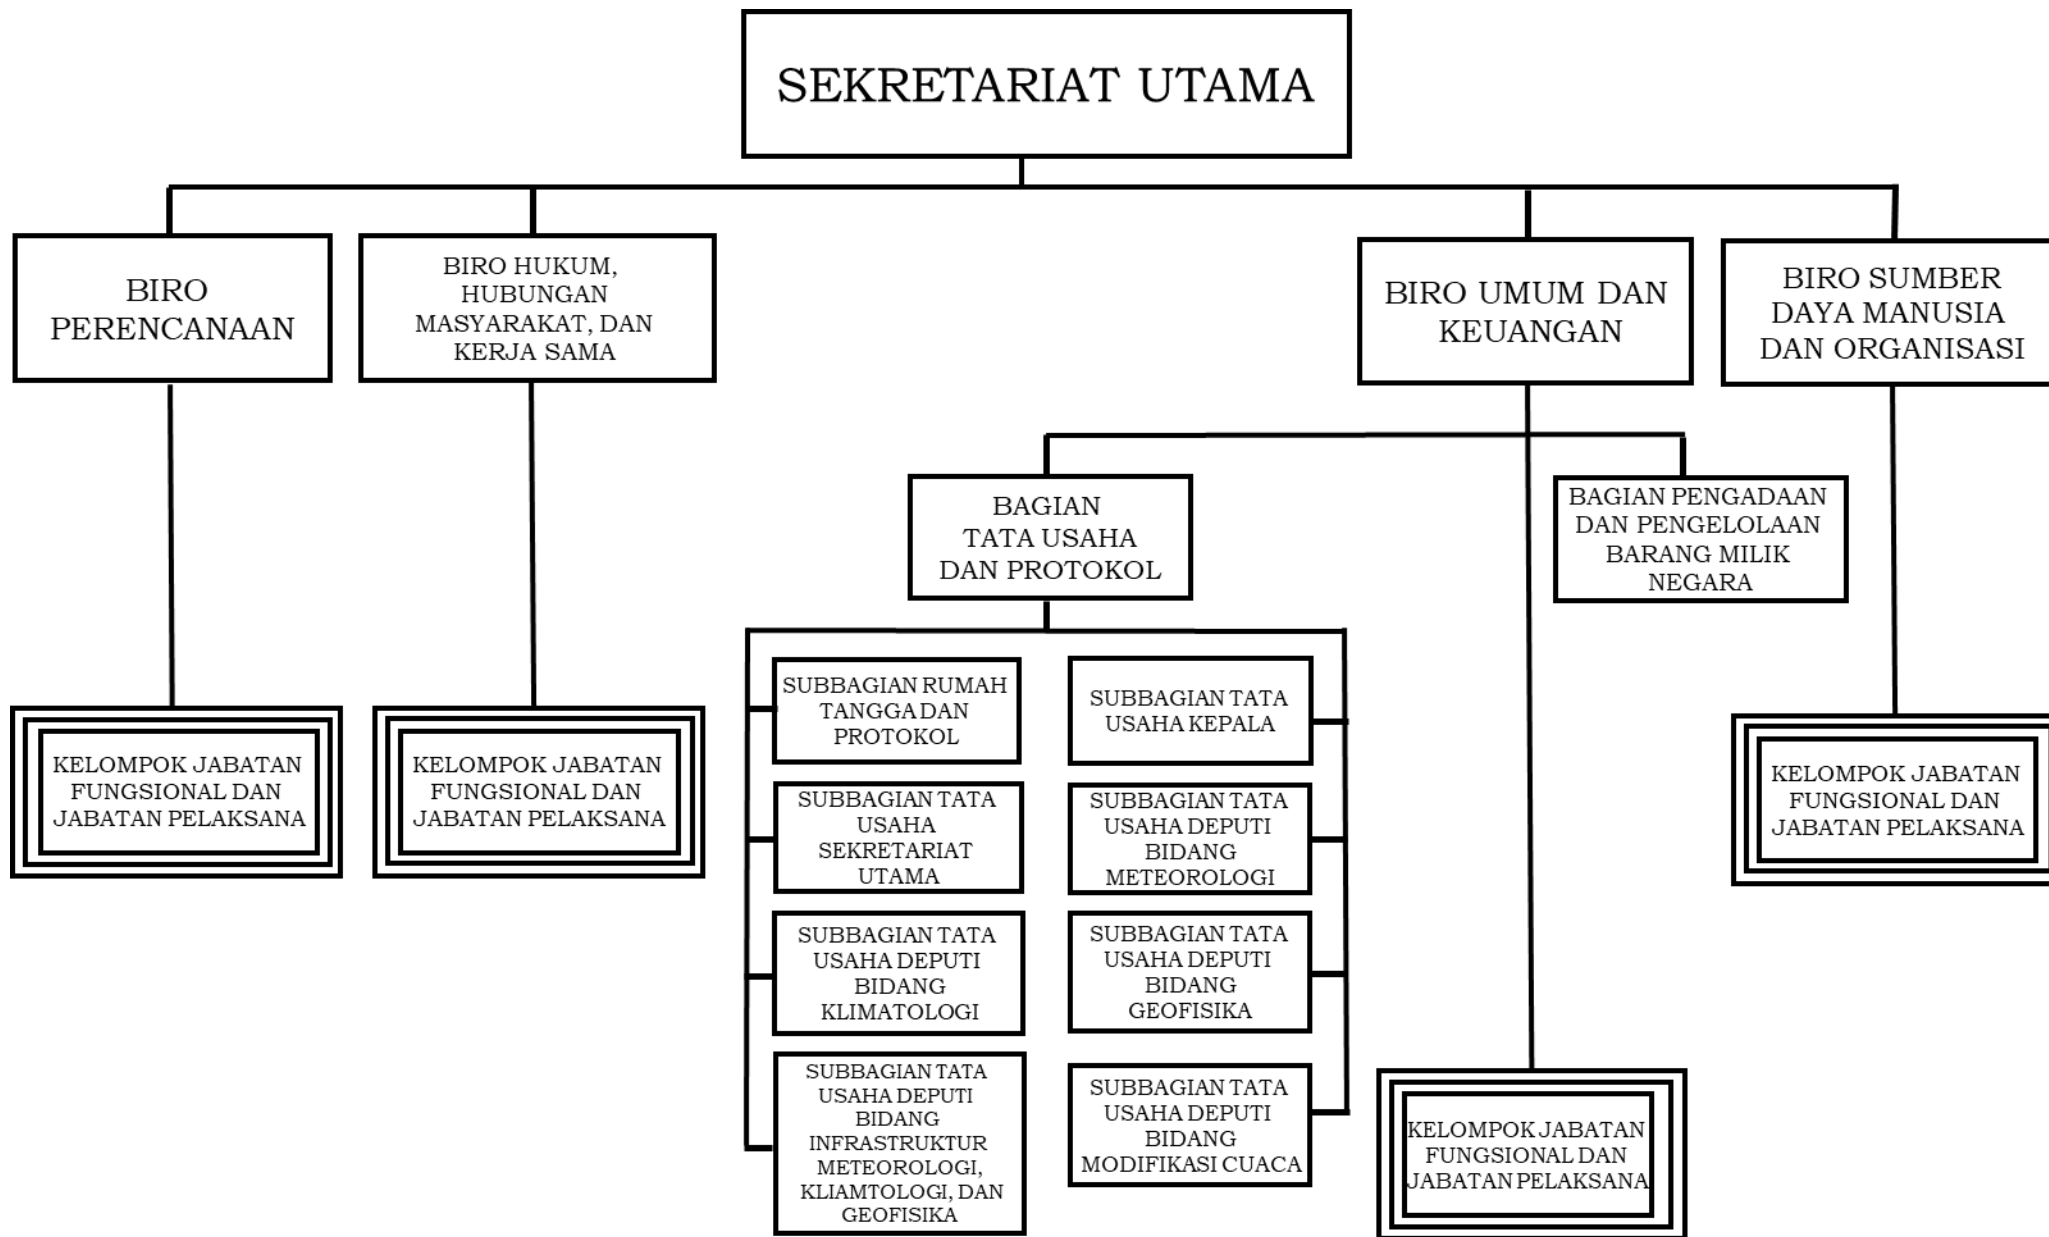 SEKRETARIAT UTAMA
BIRO
PERENCANAAN
BIRO HUKUM,
HUBUNGAN
MASYARAKAT, DAN
KERJA SAMA
BIRO UMUM DAN
KEUANGAN
BIRO SUMBER
DAYA MANUSIA
DAN ORGANISASI
BAGIAN
TATA USAHA
DAN PROTOKOL
BAGIAN PENGADAAN
DAN PENGELOLAAN
BARANG MILIK
NEGARA
SUBBAGIAN RUMAH
TANGGA DAN
PROTOKOL
SUBBAGIAN TATA
USAHA KEPALA
SUBBAGIAN TATA
USAHA
SEKRETARIAT
UTAMA
SUBBAGIAN TATA
USAHA DEPUTI
BIDANG
METEOROLOGI
SUBBAGIAN TATA
USAHA DEPUTI
BIDANG
KLIMATOLOGI
SUBBAGIAN TATA
USAHA DEPUTI
BIDANG
GEOFISIKA
SUBBAGIAN TATA
USAHA DEPUTI
BIDANG
INFRASTRUKTUR
METEOROLOGI,
KLIAMTOLOGI, DAN
GEOFISIKA
SUBBAGIAN TATA
USAHA DEPUTI
BIDANG
MODIFIKASI CUACA
KELOMPOK JABATAN
FUNGSIONAL DAN
JABATAN PELAKSANA
KELOMPOK JABATAN
FUNGSIONAL DAN
JABATAN PELAKSANA
KELOMPOK JABATAN
FUNGSIONAL DAN
JABATAN PELAKSANA
KELOMPOK JABATAN
FUNGSIONAL DAN
JABATAN PELAKSANA